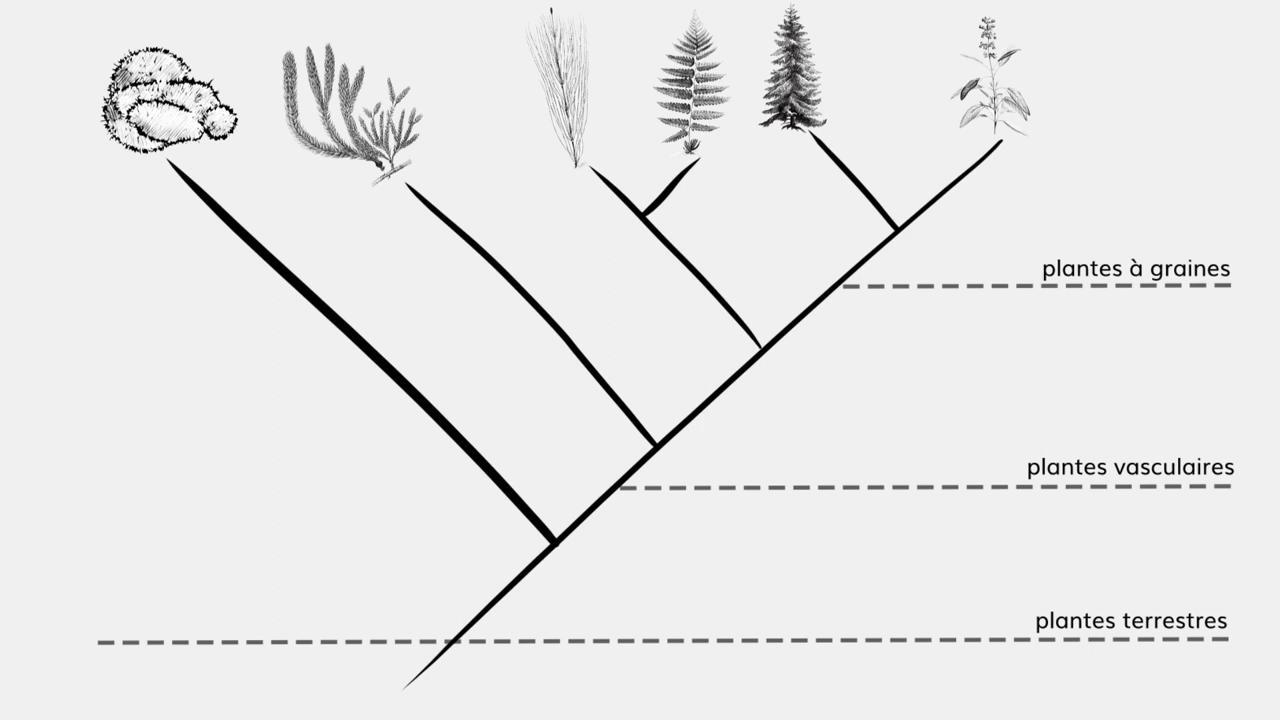 plantes à graines
plantes vasculaires
plantes terrestres